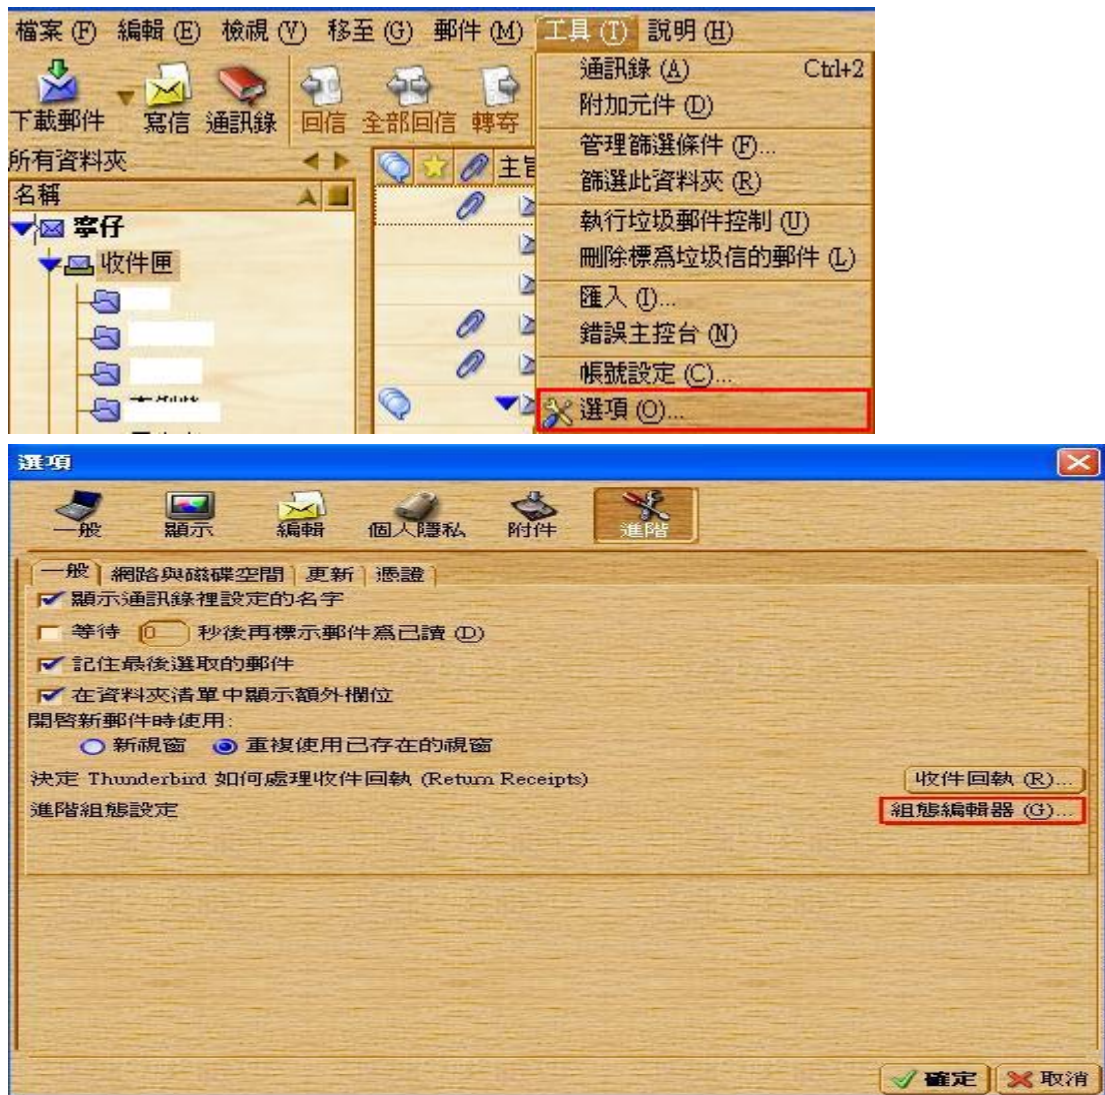 檔案 (F) 編輯 (E) 檢視 (V) 移至 (G) 郵件 (M) 工具 (T) 說明 (H)
下載郵件 寫信 通訊錄 回信 全部回信 轉寄
所有資料夾
名稱
主旨
寧仔
收件匣
通訊錄 (A) Ctrl+2
附加元件 (D)
管理篩選條件 (F)...
篩選此資料夾 (R)
執行垃圾郵件控制 (U)
刪除標為垃圾信的郵件 (L)
匯入 (I)...
錯誤主控台 (N)
帳號設定 (C)...
選項 (O)...
選項
一般 顯示 編輯 個人隱私 附件 進階
一般 網路與磁碟空間 更新 憑證
顯示通訊錄裡設定的名字
等待 0 秒後再標示郵件為已讀 (D)
記住最後選取的郵件
在資料夾清單中顯示額外欄位
開啓新郵件時使用:
新視窗 重複使用已存在的視窗
決定 Thunderbird 如何處理收件回執 (Return Receipts) 收件回執 (R)...
進階組態設定 組態編輯器 (G)...
確定 取消